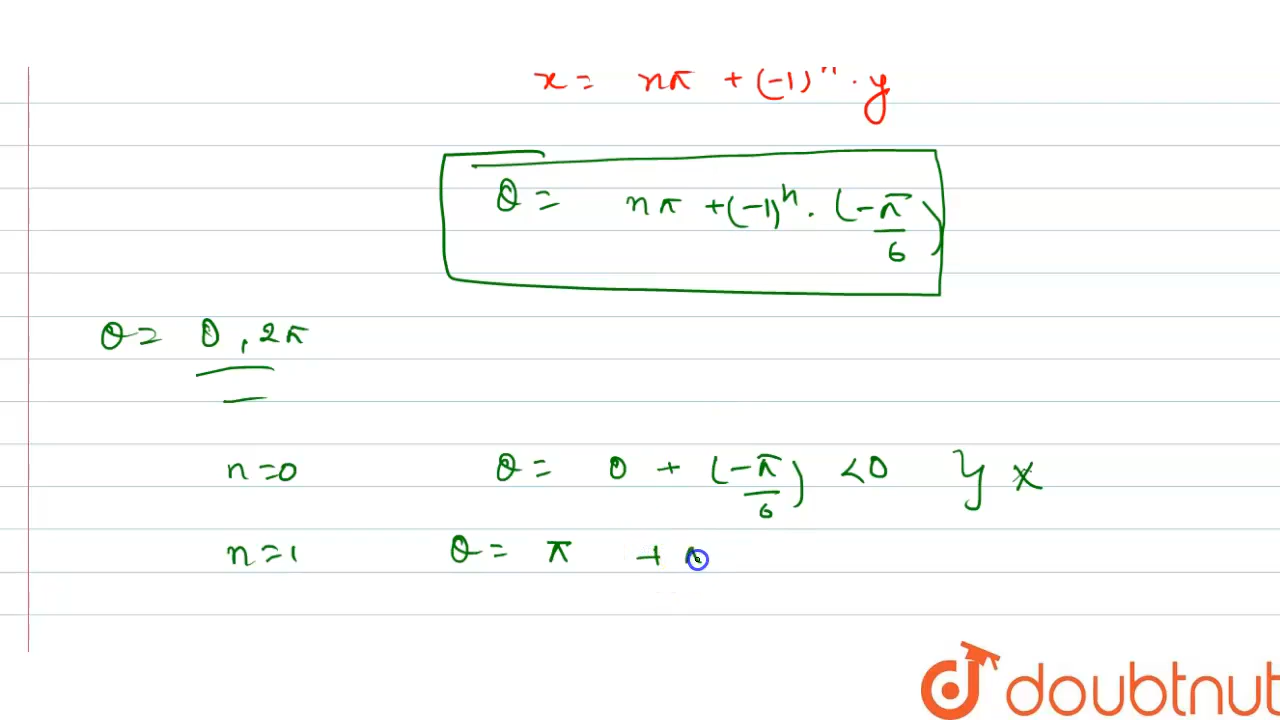 x = nπ + (-1)ⁿ · y
θ = nπ + (-1)ⁿ · (-π/6)
θ = 0, 2π
n = 0 θ = 0 + (-π/6) < 0 } ×
n = 1 θ = π +
doubtnut